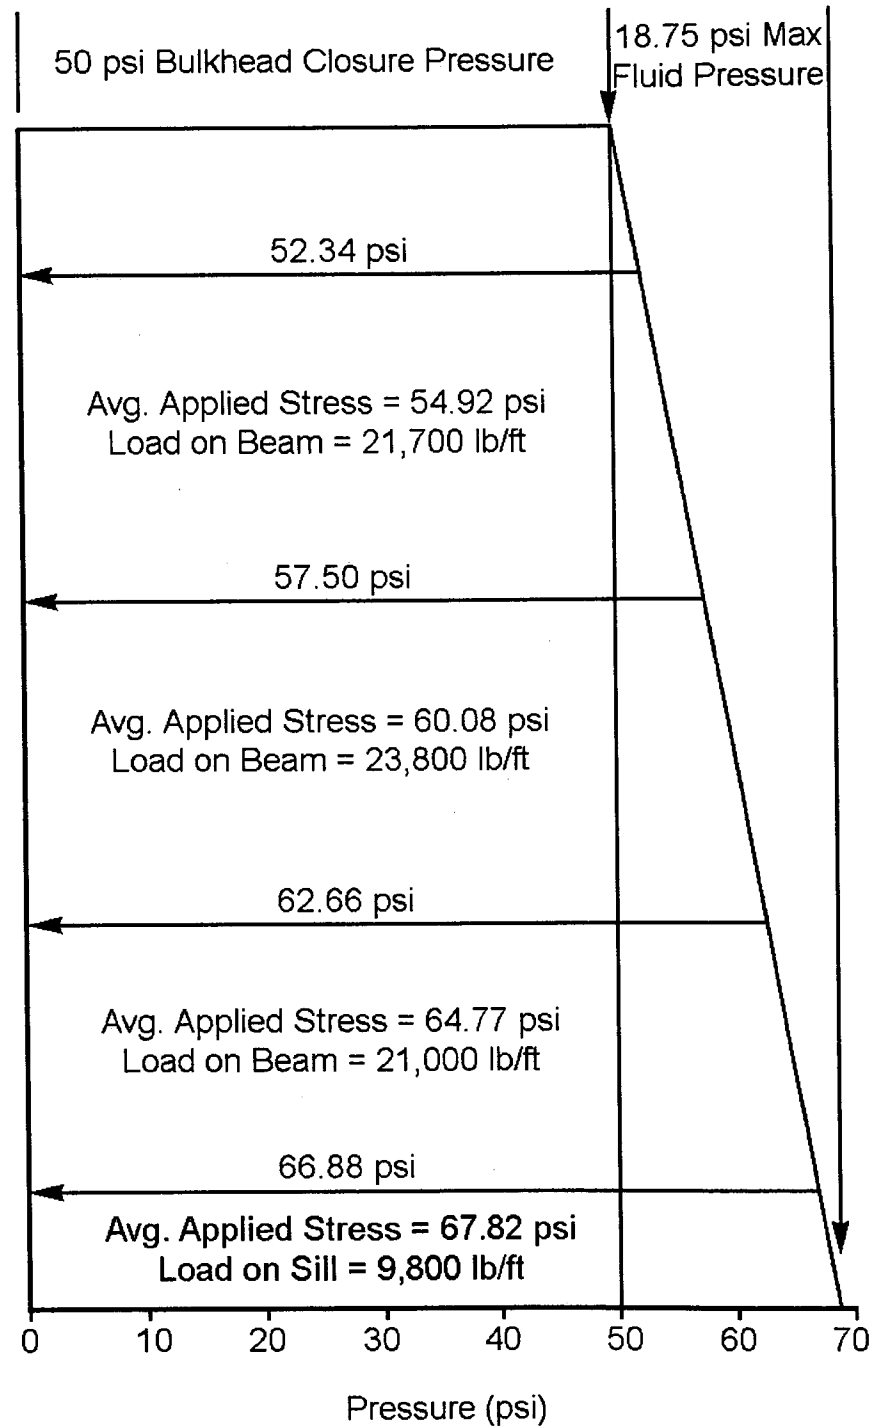 50 psi Bulkhead Closure Pressure
18.75 psi Max
Fluid Pressure
52.34 psi
Avg. Applied Stress = 54.92 psi
Load on Beam = 21,700 lb/ft
57.50 psi
Avg. Applied Stress = 60.08 psi
Load on Beam = 23,800 lb/ft
62.66 psi
Avg. Applied Stress = 64.77 psi
Load on Beam = 21,000 lb/ft
66.88 psi
Avg. Applied Stress = 67.82 psi
Load on Sill = 9,800 lb/ft
0 10 20 30 40 50 60 70
Pressure (psi)